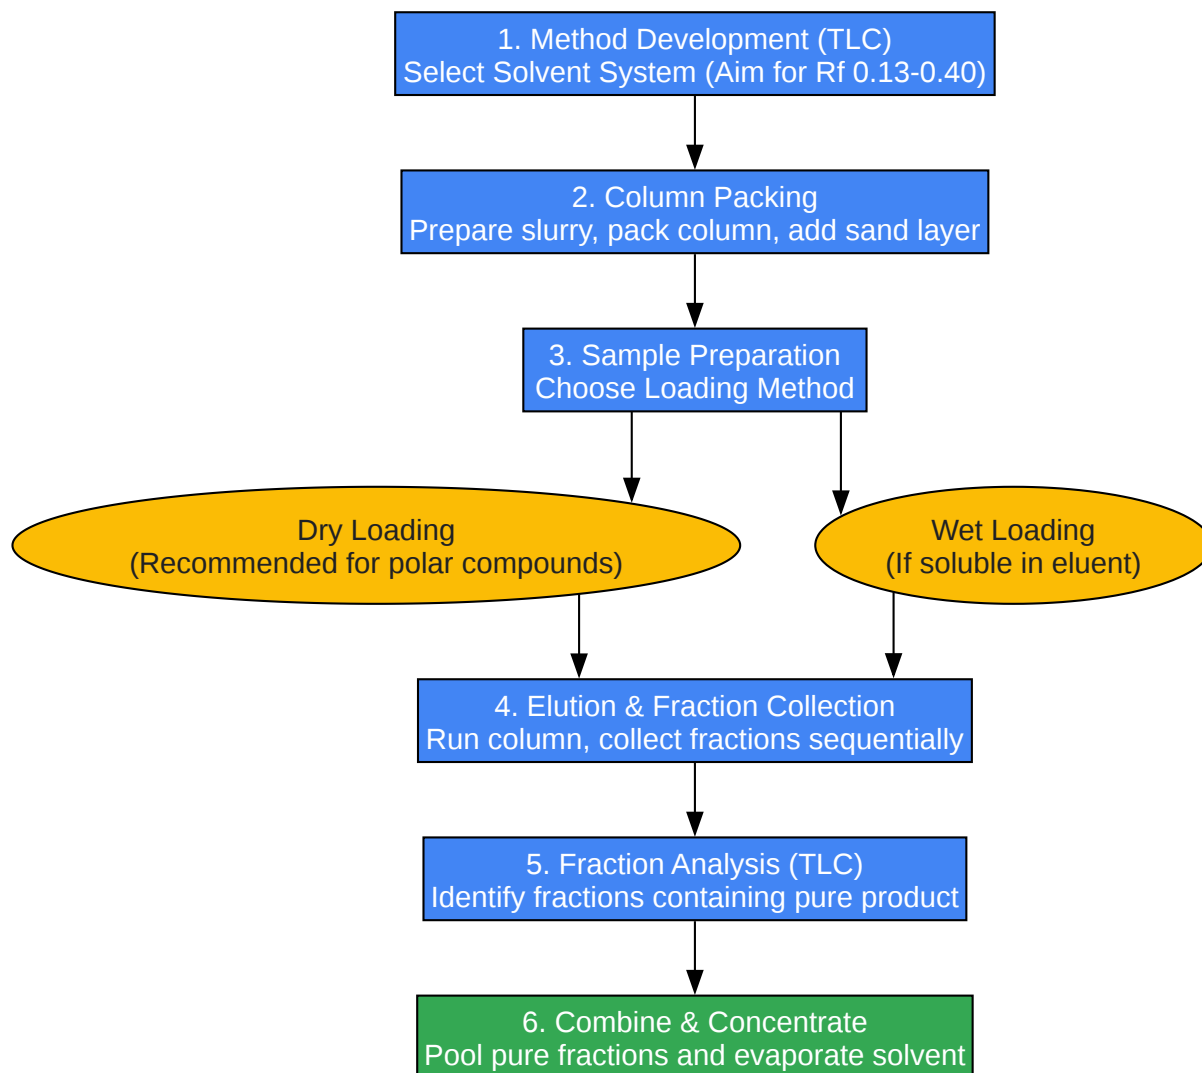 1. Method Development (TLC)
Select Solvent System (Aim for Rf 0.13-0.40)
2. Column Packing
Prepare slurry, pack column, add sand layer
3. Sample Preparation
Choose Loading Method
Dry Loading
(Recommended for polar compounds)
Wet Loading
(If soluble in eluent)
4. Elution & Fraction Collection
Run column, collect fractions sequentially
5. Fraction Analysis (TLC)
Identify fractions containing pure product
6. Combine & Concentrate
Pool pure fractions and evaporate solvent